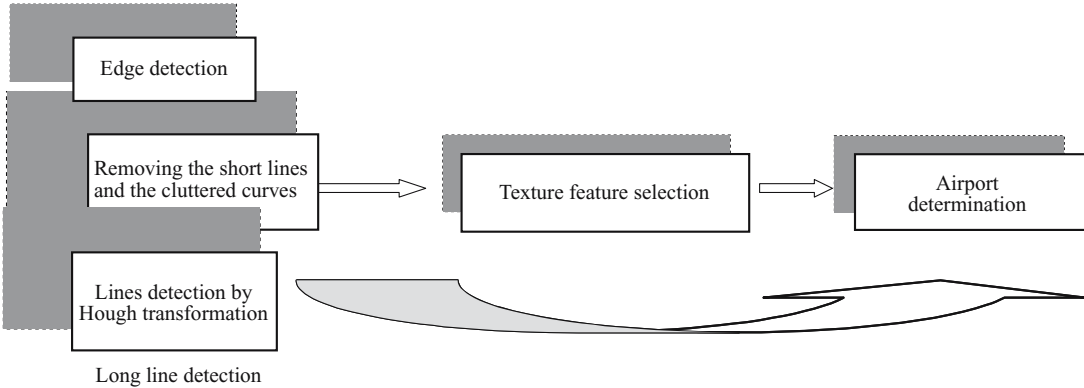 Edge detection
Removing the short lines
and the cluttered curves
Lines detection by
Hough transformation
Long line detection
Texture feature selection
Airport
determination